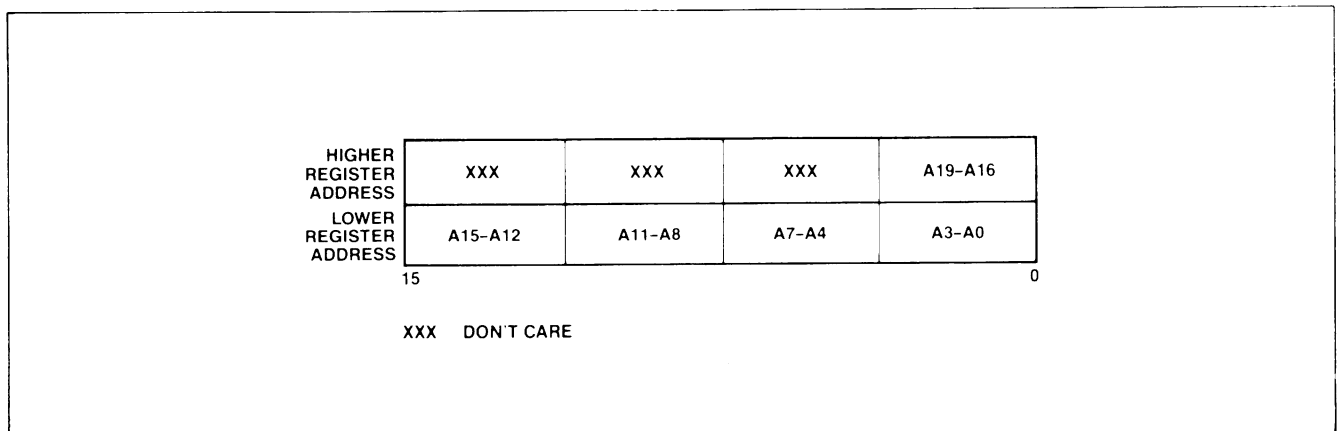 HIGHER
REGISTER
ADDRESS
XXX XXX XXX A19-A16
LOWER
REGISTER
ADDRESS
A15-A12 A11-A8 A7-A4 A3-A0
15 0
XXX DON'T CARE